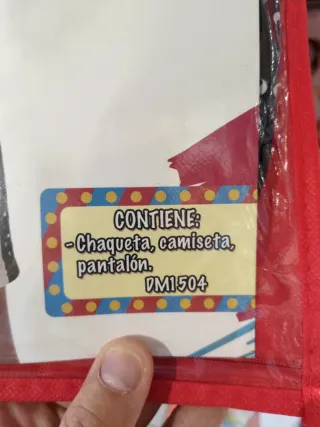 CONTIENE:
-Chaqueta, camiseta,
pantalón.
DM1504